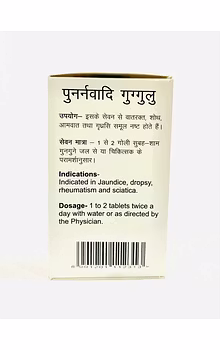 पुनर्नवादि गुग्गुलु
उपयोग– इसके सेवन से वातरक्त, शोथ,
आमवात तथा गृध्रसि समूल नष्ट होते हैं।
सेवन मात्रा – 1 से 2 गोली सुबह–शाम
गुनगुने जल से या चिकित्सक के
परामर्शानुसार।
Indications-
Indicated in Jaundice, dropsy,
rheumatism and sciatica.
Dosage- 1 to 2 tablets twice a
day with water or as directed by
the Physician.